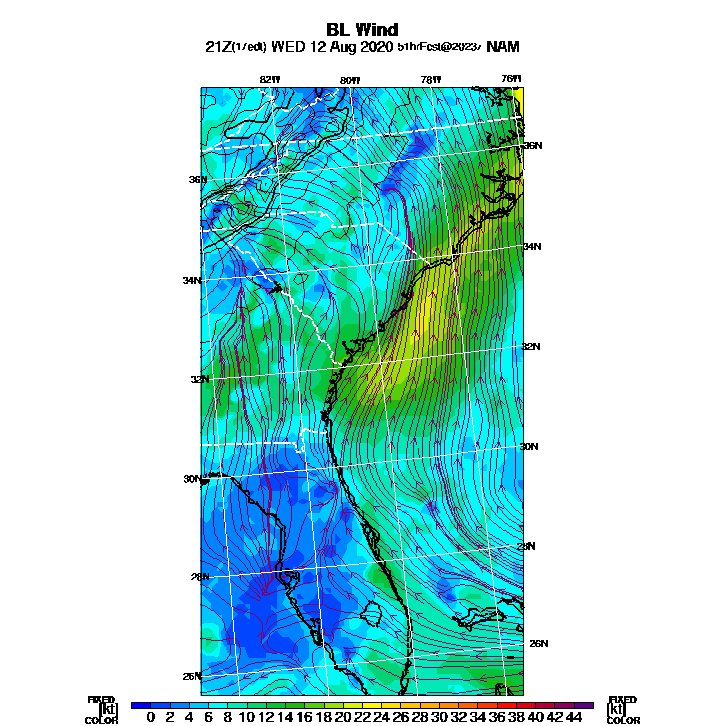 BL Wind
21Z(17edt) WED 12 Aug 2020 51hrFcst@2023z NAM
82W 80W 78W 76W
36N 36N
34N 34N
32N 32N
30N 30N
28N 28N
26N 26N
FIXED FIXED
[kt] 0 2 4 6 8 10 12 14 16 18 20 22 24 26 28 30 32 34 36 38 40 42 44 [kt]
COLOR COLOR